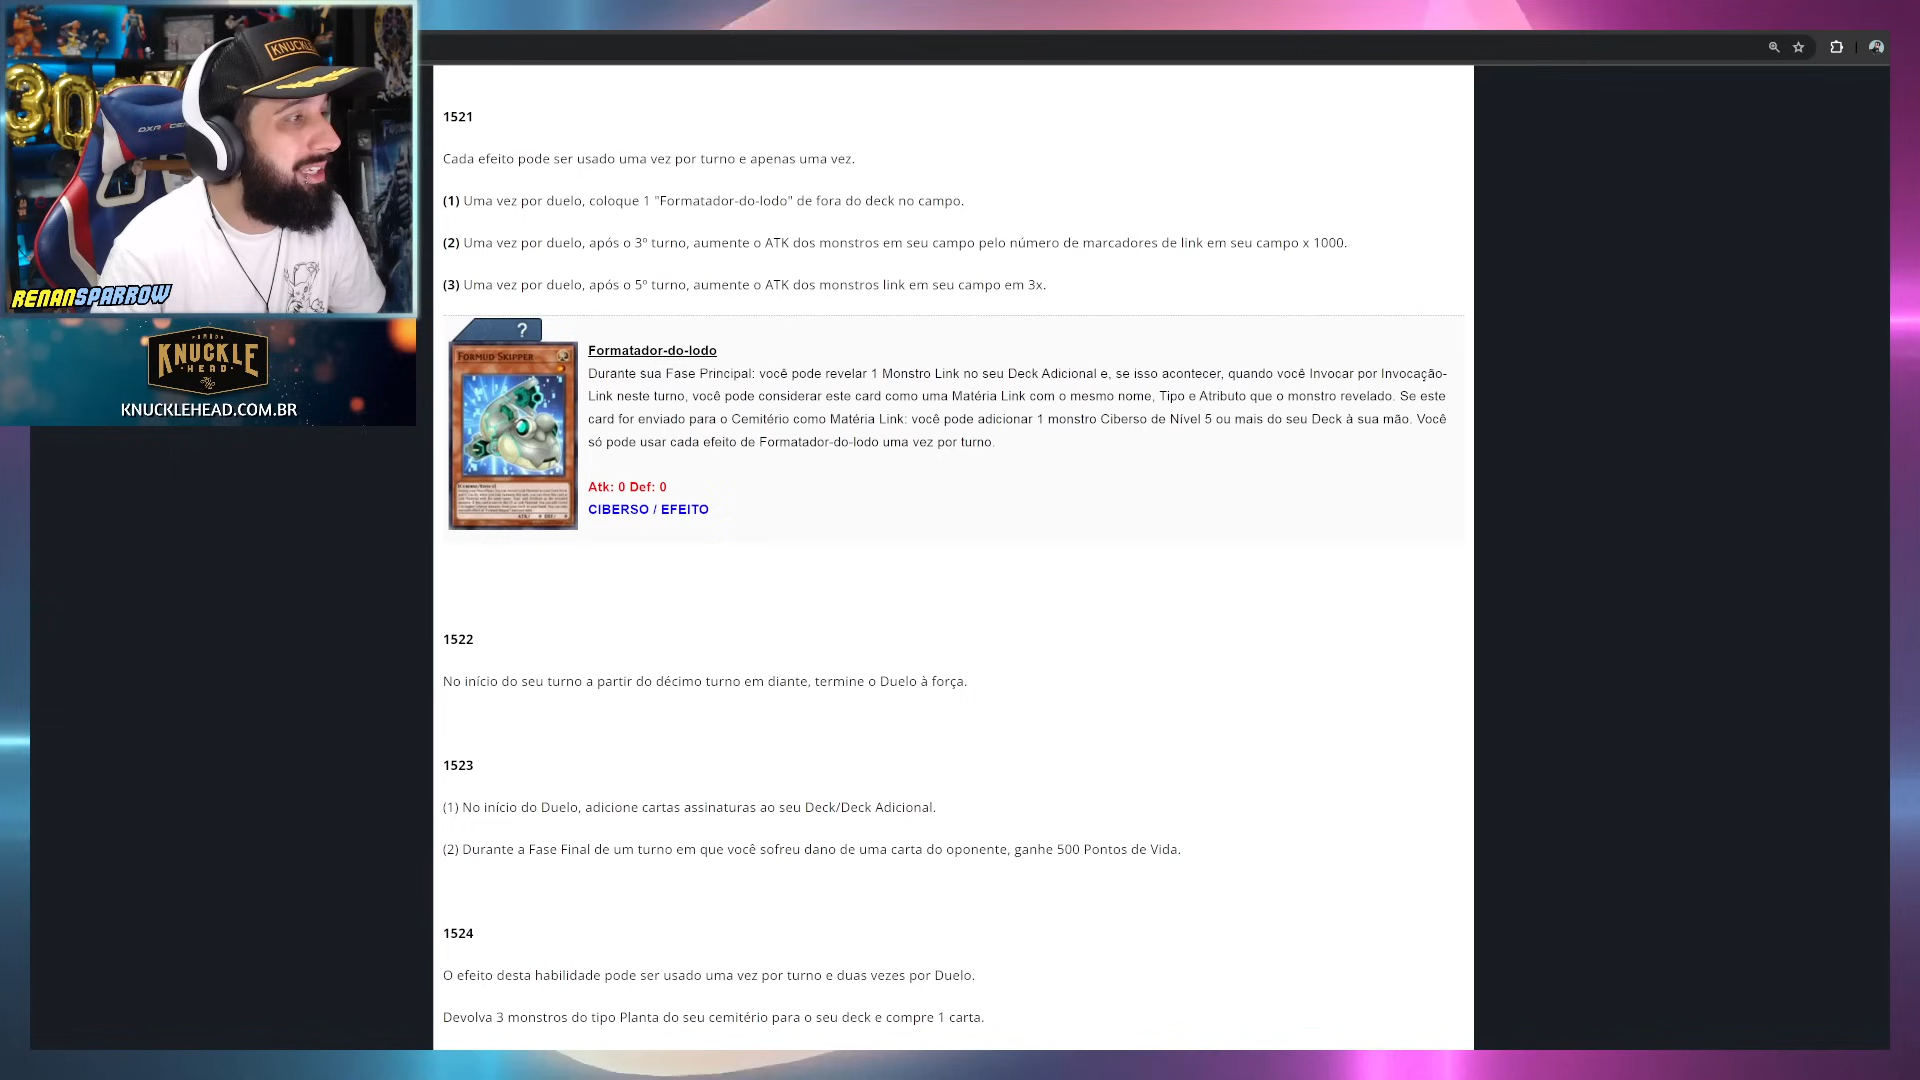 KNUCKLE
300
DXRACER
RENANSPARROW
KNUCKLE
HEAD
KNUCKLEHEAD.COM.BR
1521
Cada efeito pode ser usado uma vez por turno e apenas uma vez.
(1) Uma vez por duelo, coloque 1 "Formatador-do-lodo" de fora do deck no campo.
(2) Uma vez por duelo, após o 3º turno, aumente o ATK dos monstros em seu campo pelo número de marcadores de link em seu campo x 1000.
(3) Uma vez por duelo, após o 5º turno, aumente o ATK dos monstros link em seu campo em 3x.
?
FORMUD SKIPPER
Formatador-do-lodo
Durante sua Fase Principal: você pode revelar 1 Monstro Link no seu Deck Adicional e, se isso acontecer, quando você Invocar por Invocação-
Link neste turno, você pode considerar este card como uma Matéria Link com o mesmo nome, Tipo e Atributo que o monstro revelado. Se este
card for enviado para o Cemitério como Matéria Link: você pode adicionar 1 monstro Ciberso de Nível 5 ou mais do seu Deck à sua mão. Você
só pode usar cada efeito de Formatador-do-lodo uma vez por turno.
Atk: 0 Def: 0
CIBERSO / EFEITO
1522
No início do seu turno a partir do décimo turno em diante, termine o Duelo à força.
1523
(1) No início do Duelo, adicione cartas assinaturas ao seu Deck/Deck Adicional.
(2) Durante a Fase Final de um turno em que você sofreu dano de uma carta do oponente, ganhe 500 Pontos de Vida.
1524
O efeito desta habilidade pode ser usado uma vez por turno e duas vezes por Duelo.
Devolva 3 monstros do tipo Planta do seu cemitério para o seu deck e compre 1 carta.